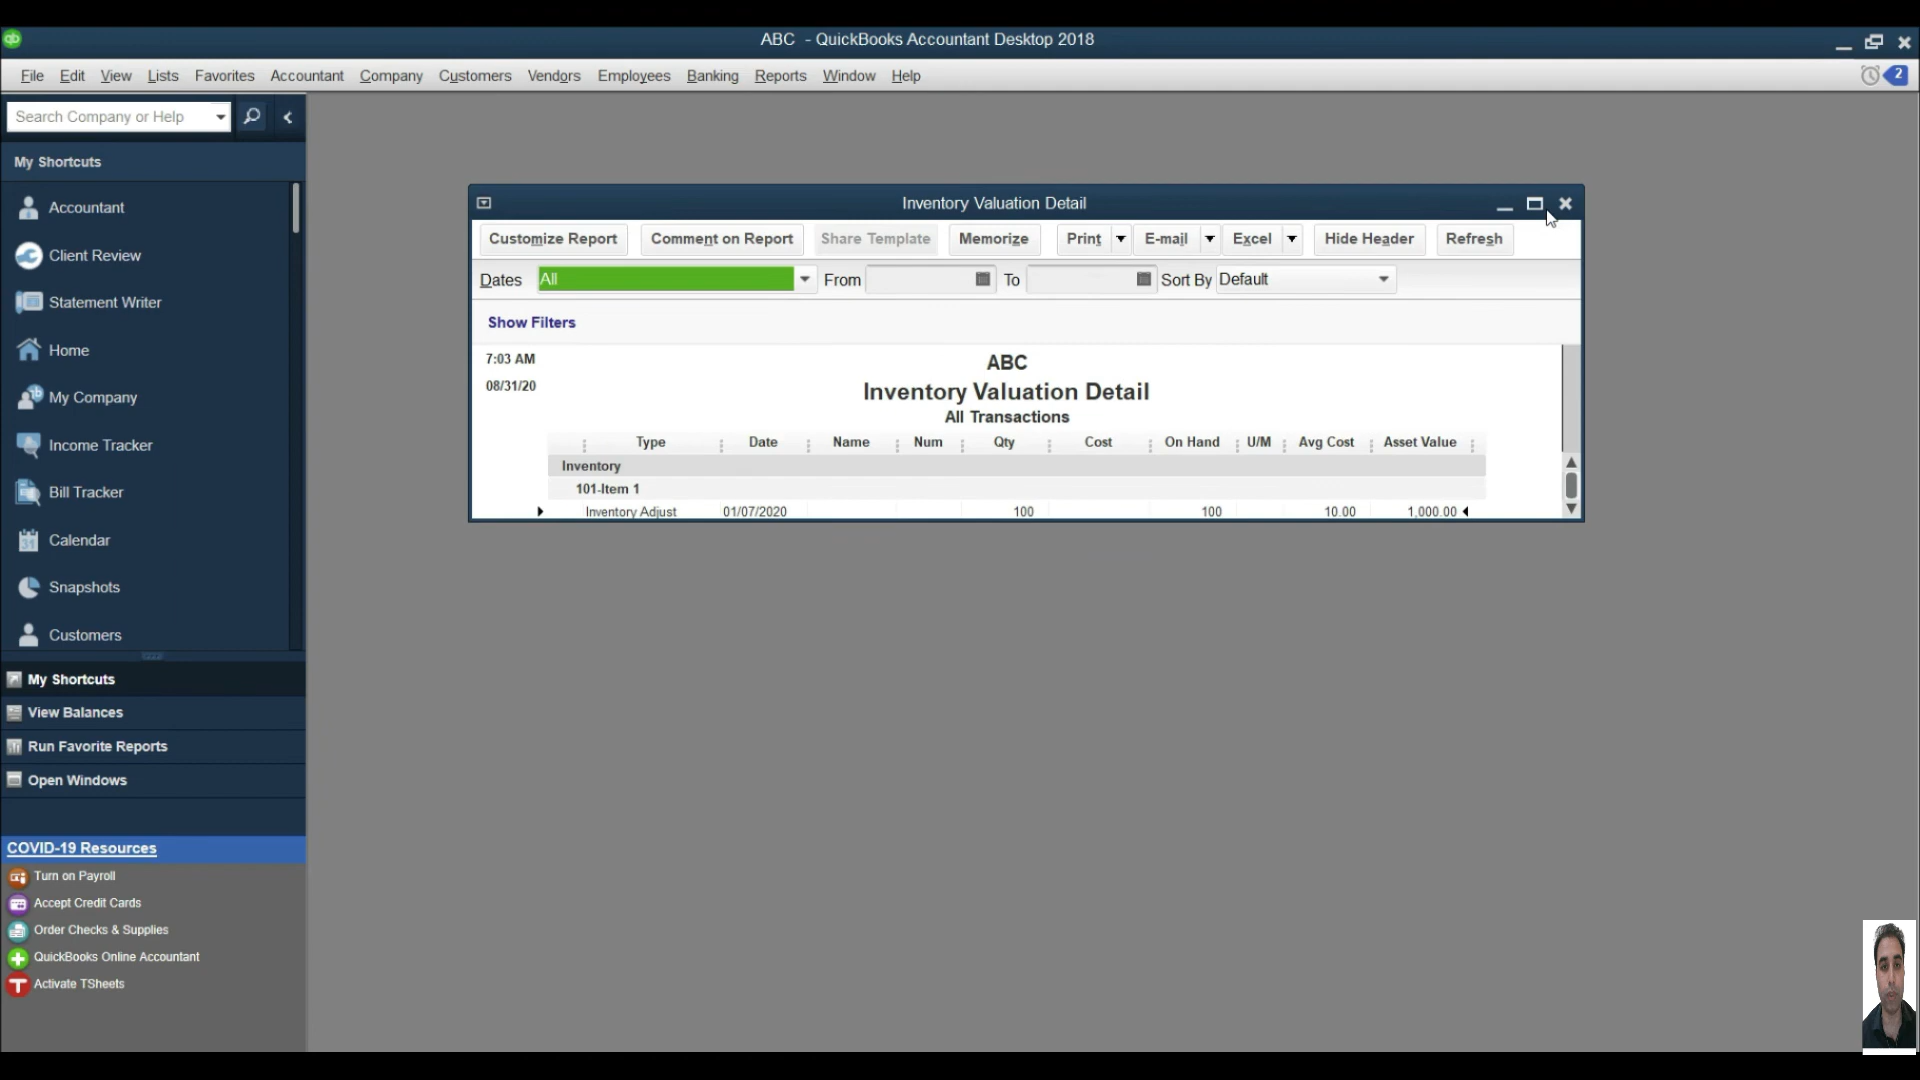 qb
ABC - QuickBooks Accountant Desktop 2018
File Edit View Lists Favorites Accountant Company Customers Vendors Employees Banking Reports Window Help
2
Search Company or Help
My Shortcuts
Accountant
Client Review
Statement Writer
Home
My Company
Income Tracker
Bill Tracker
31 Calendar
Snapshots
Customers
My Shortcuts
View Balances
Run Favorite Reports
Open Windows
COVID-19 Resources
Turn on Payroll
Accept Credit Cards
Order Checks & Supplies
QuickBooks Online Accountant
Activate TSheets
Inventory Valuation Detail
Customize Report Comment on Report Share Template Memorize Print E-mail Excel Hide Header Refresh
Dates All From To Sort By Default
Show Filters
7:03 AM
08/31/20
ABC
Inventory Valuation Detail
All Transactions
Type Date Name Num Qty Cost On Hand U/M Avg Cost Asset Value
Inventory
101-Item 1
Inventory Adjust 01/07/2020 100 100 10.00 1,000.00